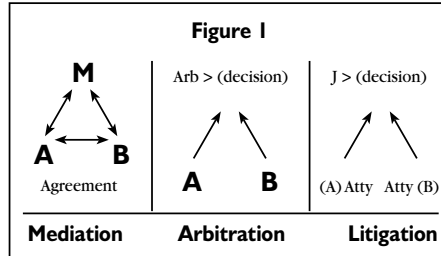 Figure 1
M
A B
Agreement
Mediation
Arb > (decision)
A B
Arbitration
J > (decision)
(A) Atty Atty (B)
Litigation